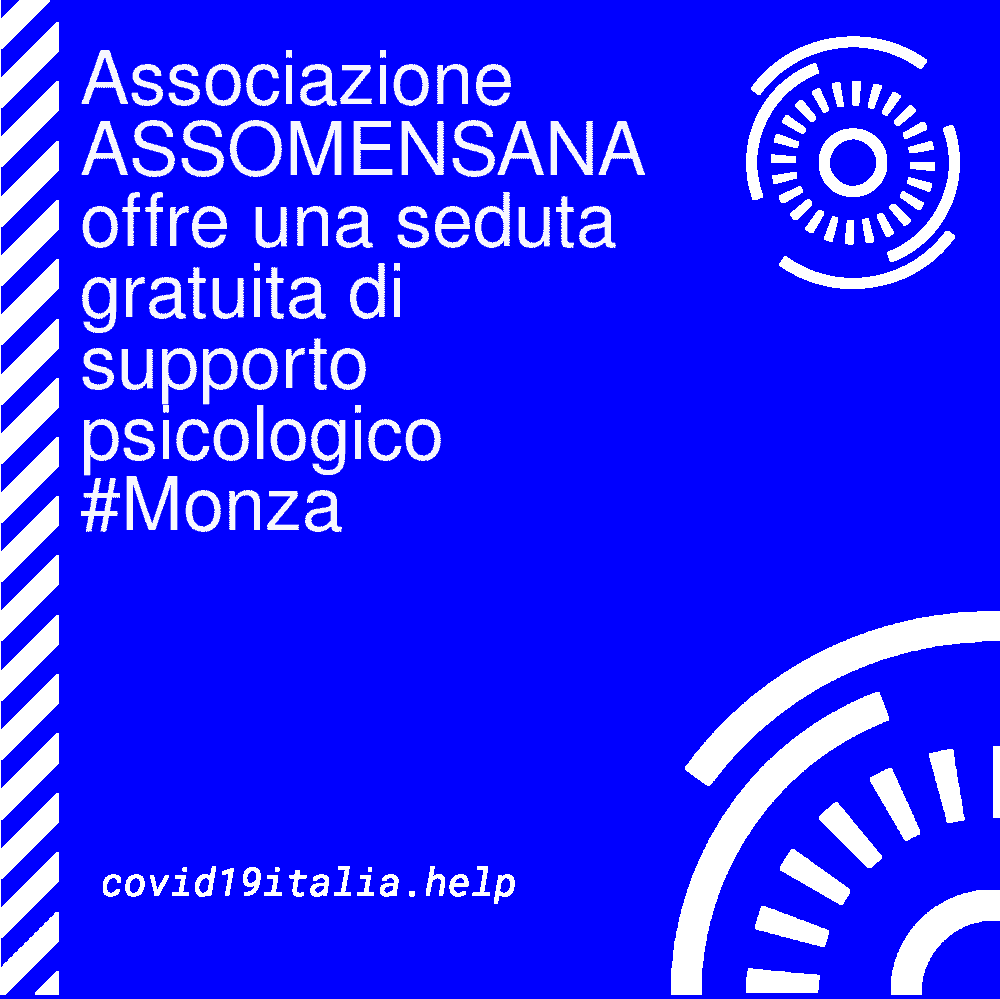 Associazione
ASSOMENSANA
offre una seduta
gratuita di
supporto
psicologico
#Monza
covid19italia.help